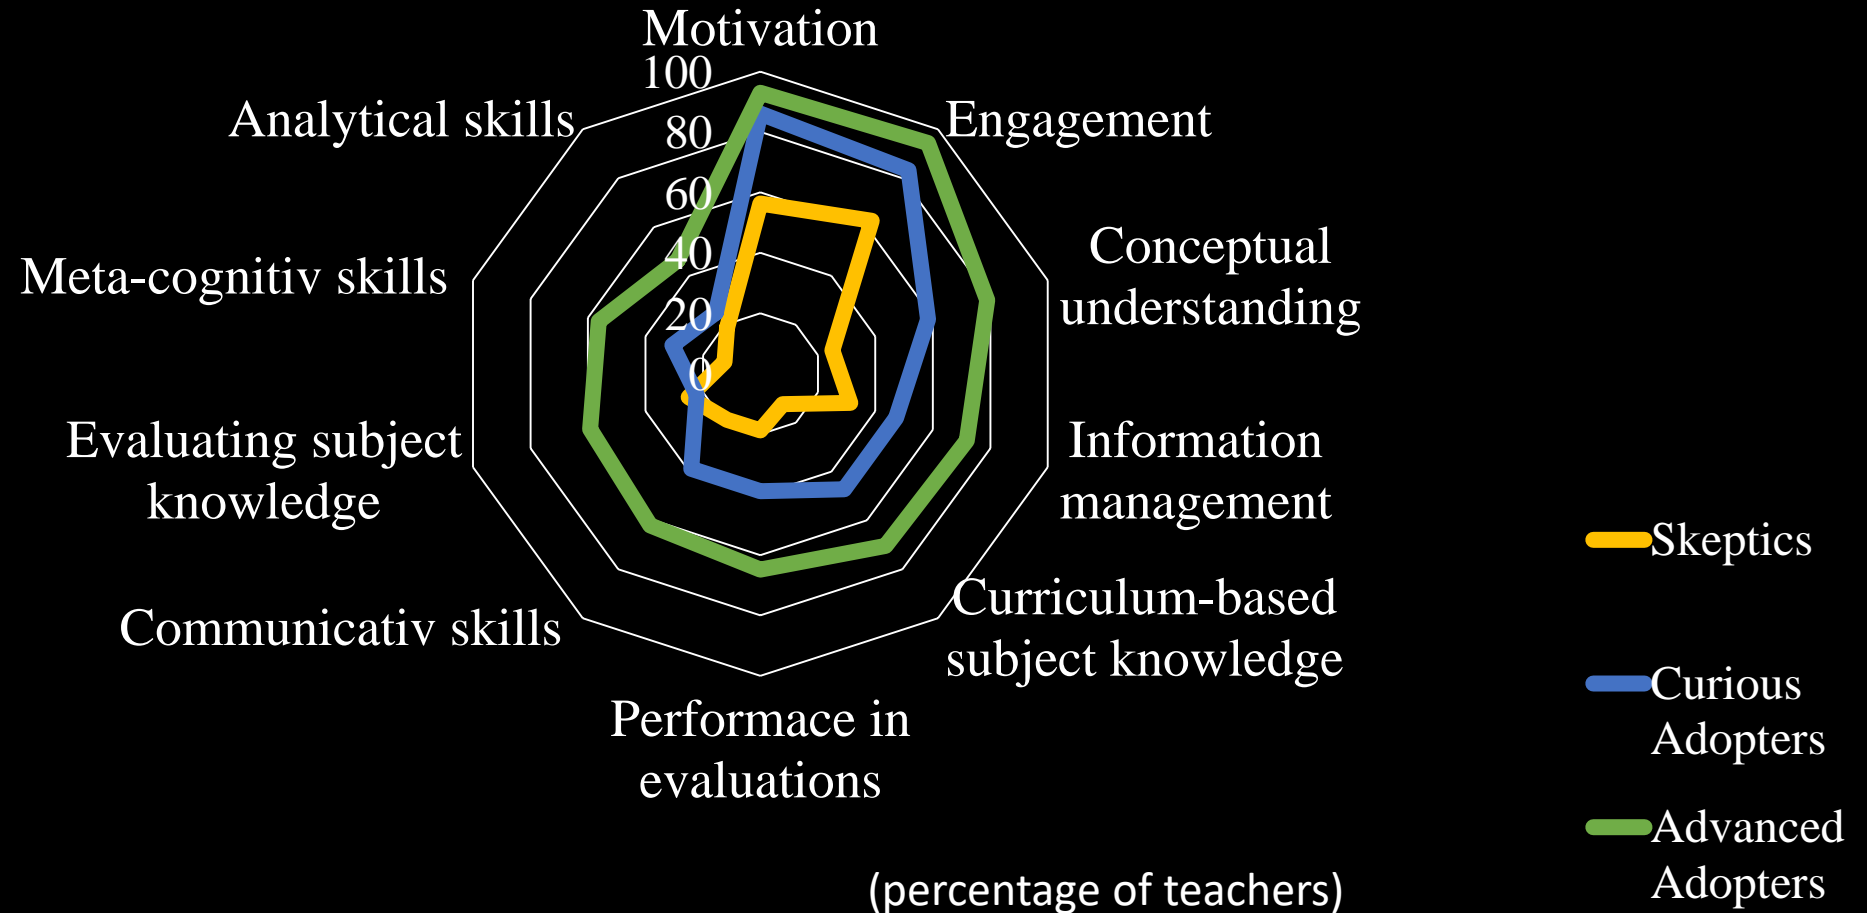 Motivation
100
80
60
40
20
0
Engagement
Conceptual
understanding
Information
management
Curriculum-based
subject knowledge
Performace in
evaluations
Communicativ skills
Evaluating subject
knowledge
Meta-cognitiv skills
Analytical skills
Skeptics
Curious
Adopters
Advanced
Adopters
(percentage of teachers)